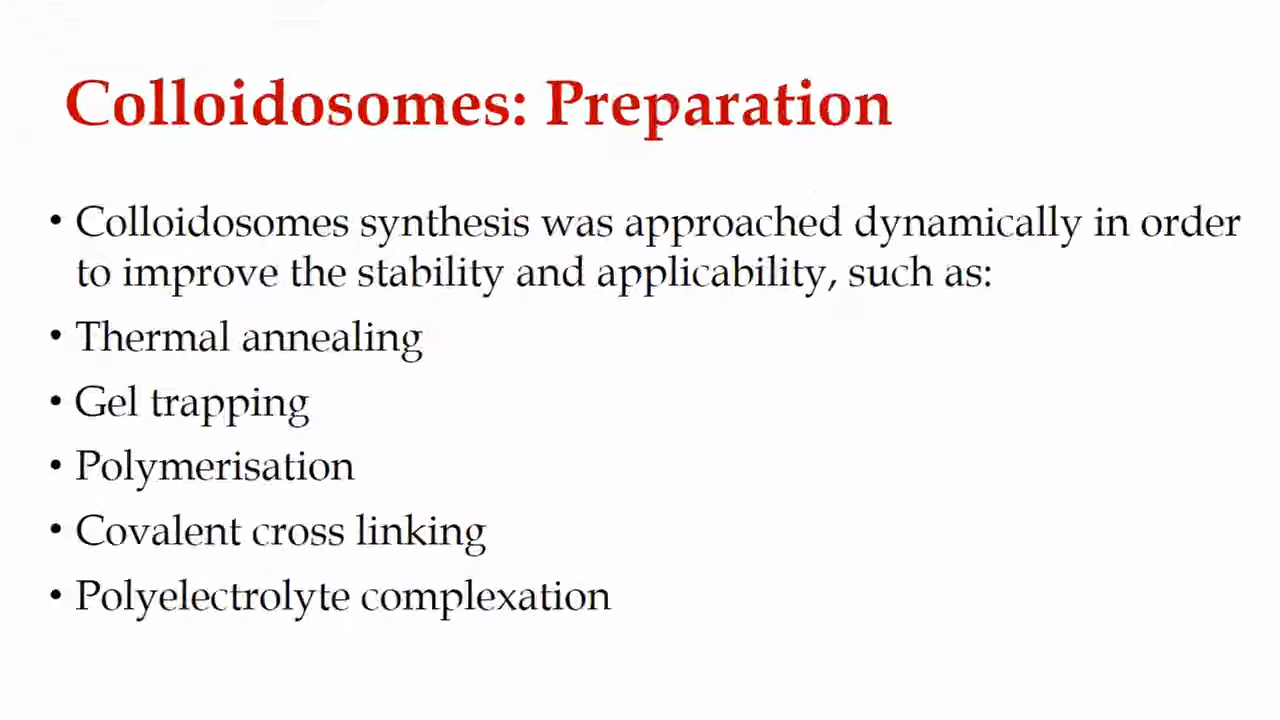 Colloidosomes: Preparation
• Colloidosomes synthesis was approached dynamically in order
to improve the stability and applicability, such as:
• Thermal annealing
• Gel trapping
• Polymerisation
• Covalent cross linking
• Polyelectrolyte complexation